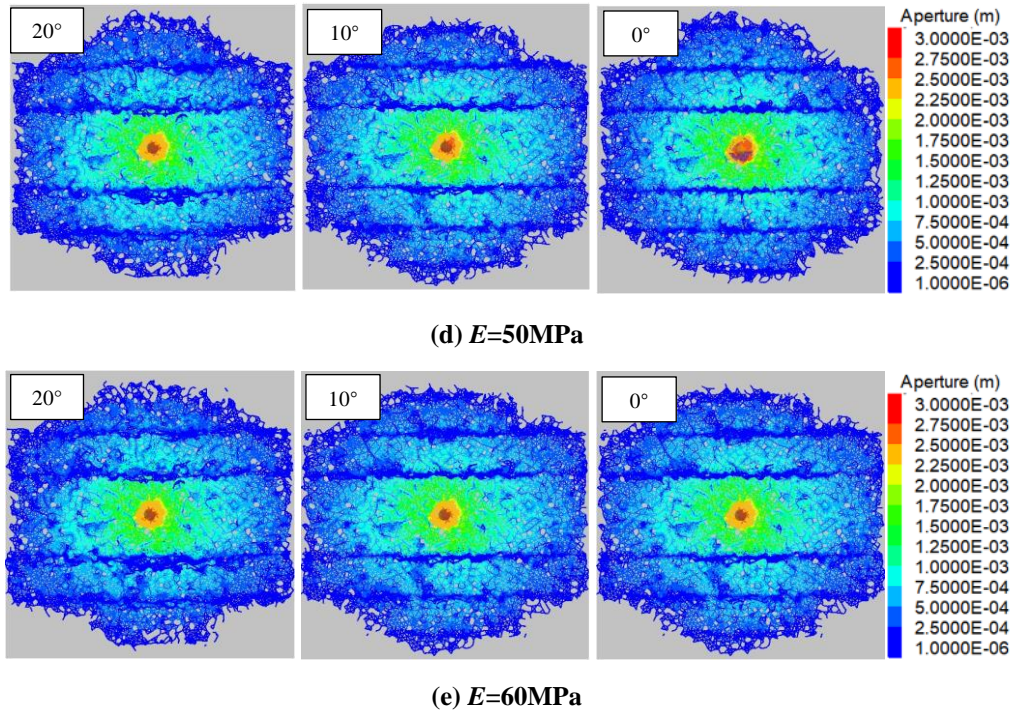 20°
10°
0°
Aperture (m)
3.0000E-03
2.7500E-03
2.5000E-03
2.2500E-03
2.0000E-03
1.7500E-03
1.5000E-03
1.2500E-03
1.0000E-03
7.5000E-04
5.0000E-04
2.5000E-04
1.0000E-06
(d) E=50MPa
20°
10°
0°
Aperture (m)
3.0000E-03
2.7500E-03
2.5000E-03
2.2500E-03
2.0000E-03
1.7500E-03
1.5000E-03
1.2500E-03
1.0000E-03
7.5000E-04
5.0000E-04
2.5000E-04
1.0000E-06
(e) E=60MPa